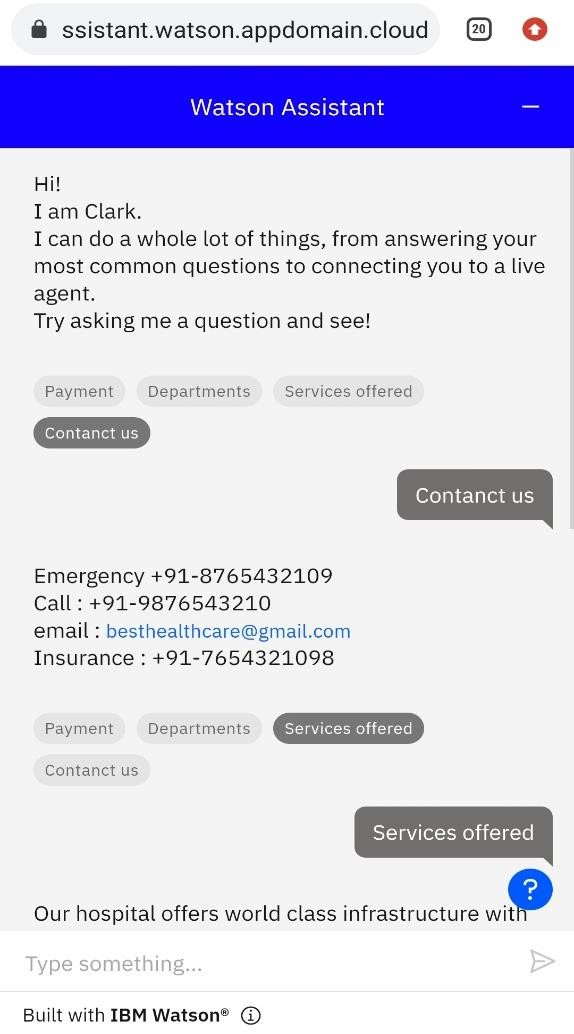 ssistant.watson.appdomain.cloud 20
Watson Assistant
Hi!
I am Clark.
I can do a whole lot of things, from answering your
most common questions to connecting you to a live
agent.
Try asking me a question and see!
Payment Departments Services offered
Contanct us
Contanct us
Emergency +91-8765432109
Call : +91-9876543210
email : besthealthcare@gmail.com
Insurance : +91-7654321098
Payment Departments Services offered
Contanct us
Services offered
?
Our hospital offers world class infrastructure with
Type something...
Built with IBM Watson®